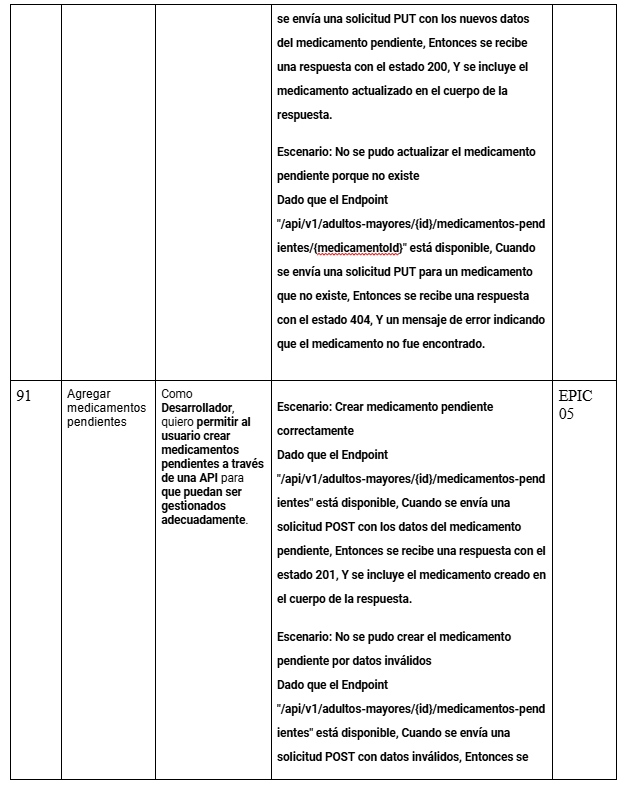 se envía una solicitud PUT con los nuevos datos
del medicamento pendiente, Entonces se recibe
una respuesta con el estado 200, Y se incluye el
medicamento actualizado en el cuerpo de la
respuesta.
Escenario: No se pudo actualizar el medicamento
pendiente porque no existe
Dado que el Endpoint
"/api/v1/adultos-mayores/{id}/medicamentos-pend
ientes/{medicamentoId}" está disponible, Cuando
se envía una solicitud PUT para un medicamento
que no existe, Entonces se recibe una respuesta
con el estado 404, Y un mensaje de error indicando
que el medicamento no fue encontrado.
91
Agregar
medicamentos
pendientes
Como
Desarrollador,
quiero permitir al
usuario crear
medicamentos
pendientes a través
de una API para
que puedan ser
gestionados
adecuadamente.
Escenario: Crear medicamento pendiente
correctamente
Dado que el Endpoint
"/api/v1/adultos-mayores/{id}/medicamentos-pend
ientes" está disponible, Cuando se envía una
solicitud POST con los datos del medicamento
pendiente, Entonces se recibe una respuesta con el
estado 201, Y se incluye el medicamento creado en
el cuerpo de la respuesta.
Escenario: No se pudo crear el medicamento
pendiente por datos inválidos
Dado que el Endpoint
"/api/v1/adultos-mayores/{id}/medicamentos-pend
ientes" está disponible, Cuando se envía una
solicitud POST con datos inválidos, Entonces se
EPIC
05